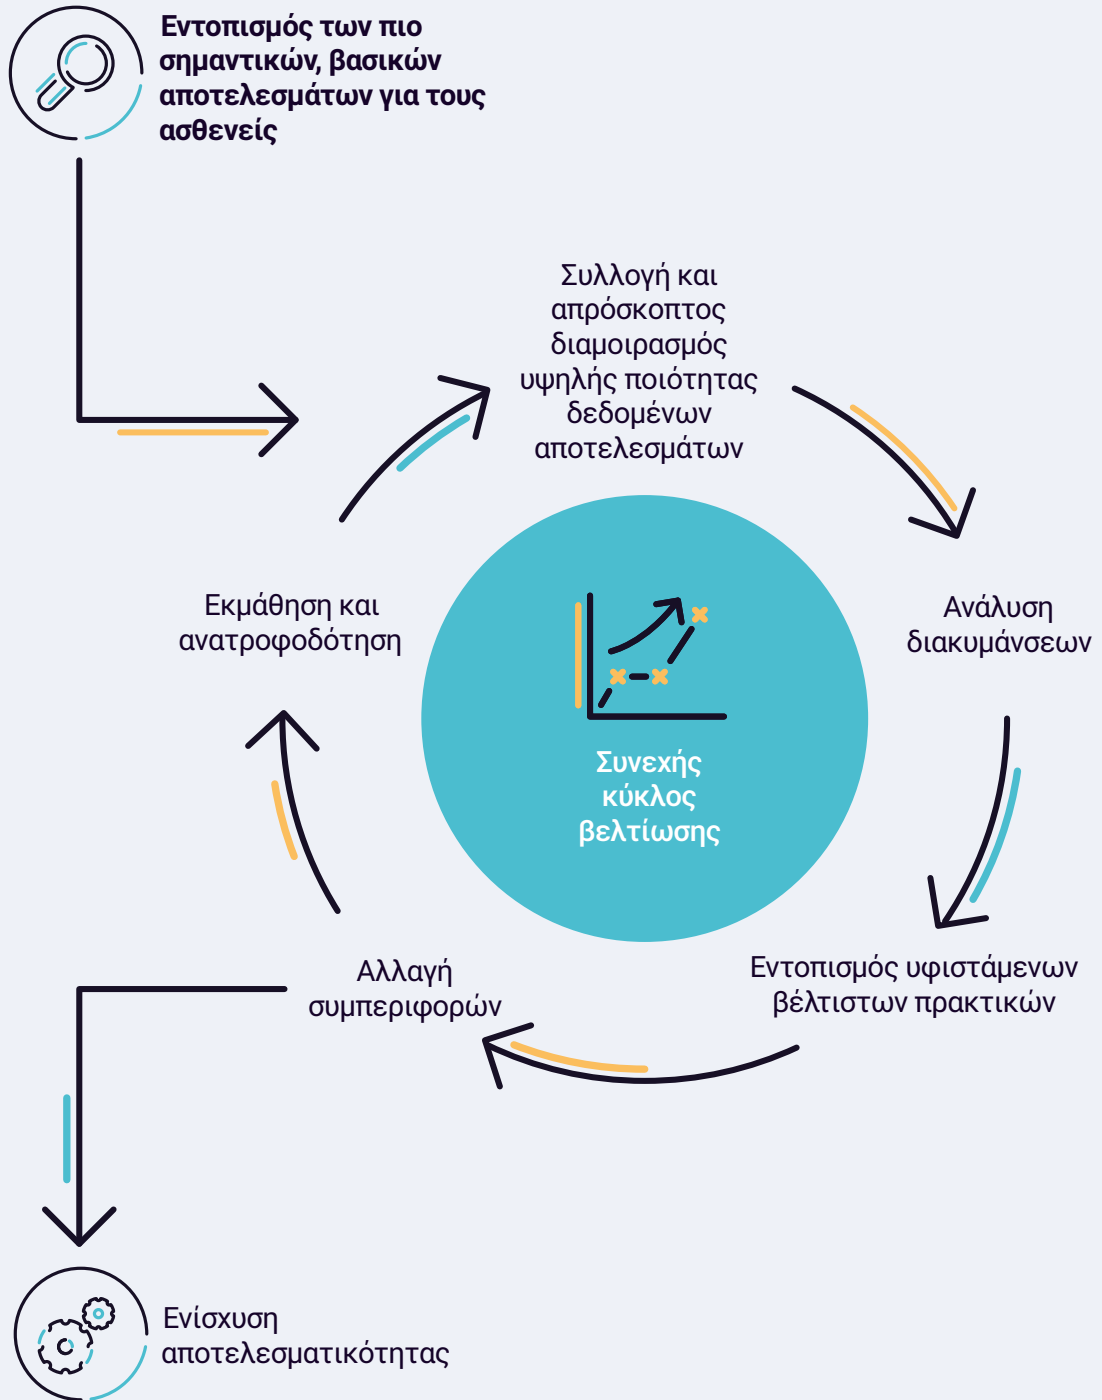 Εντοπισμός των πιο
σημαντικών, βασικών
αποτελεσμάτων για τους
ασθενείς
Συλλογή και
απρόσκοπτος
διαμοιρασμός
υψηλής ποιότητας
δεδομένων
αποτελεσμάτων
Ανάλυση
διακυμάνσεων
Εντοπισμός υφιστάμενων
βέλτιστων πρακτικών
Αλλαγή
συμπεριφορών
Εκμάθηση και
ανατροφοδότηση
Συνεχής
κύκλος
βελτίωσης
Ενίσχυση
αποτελεσματικότητας